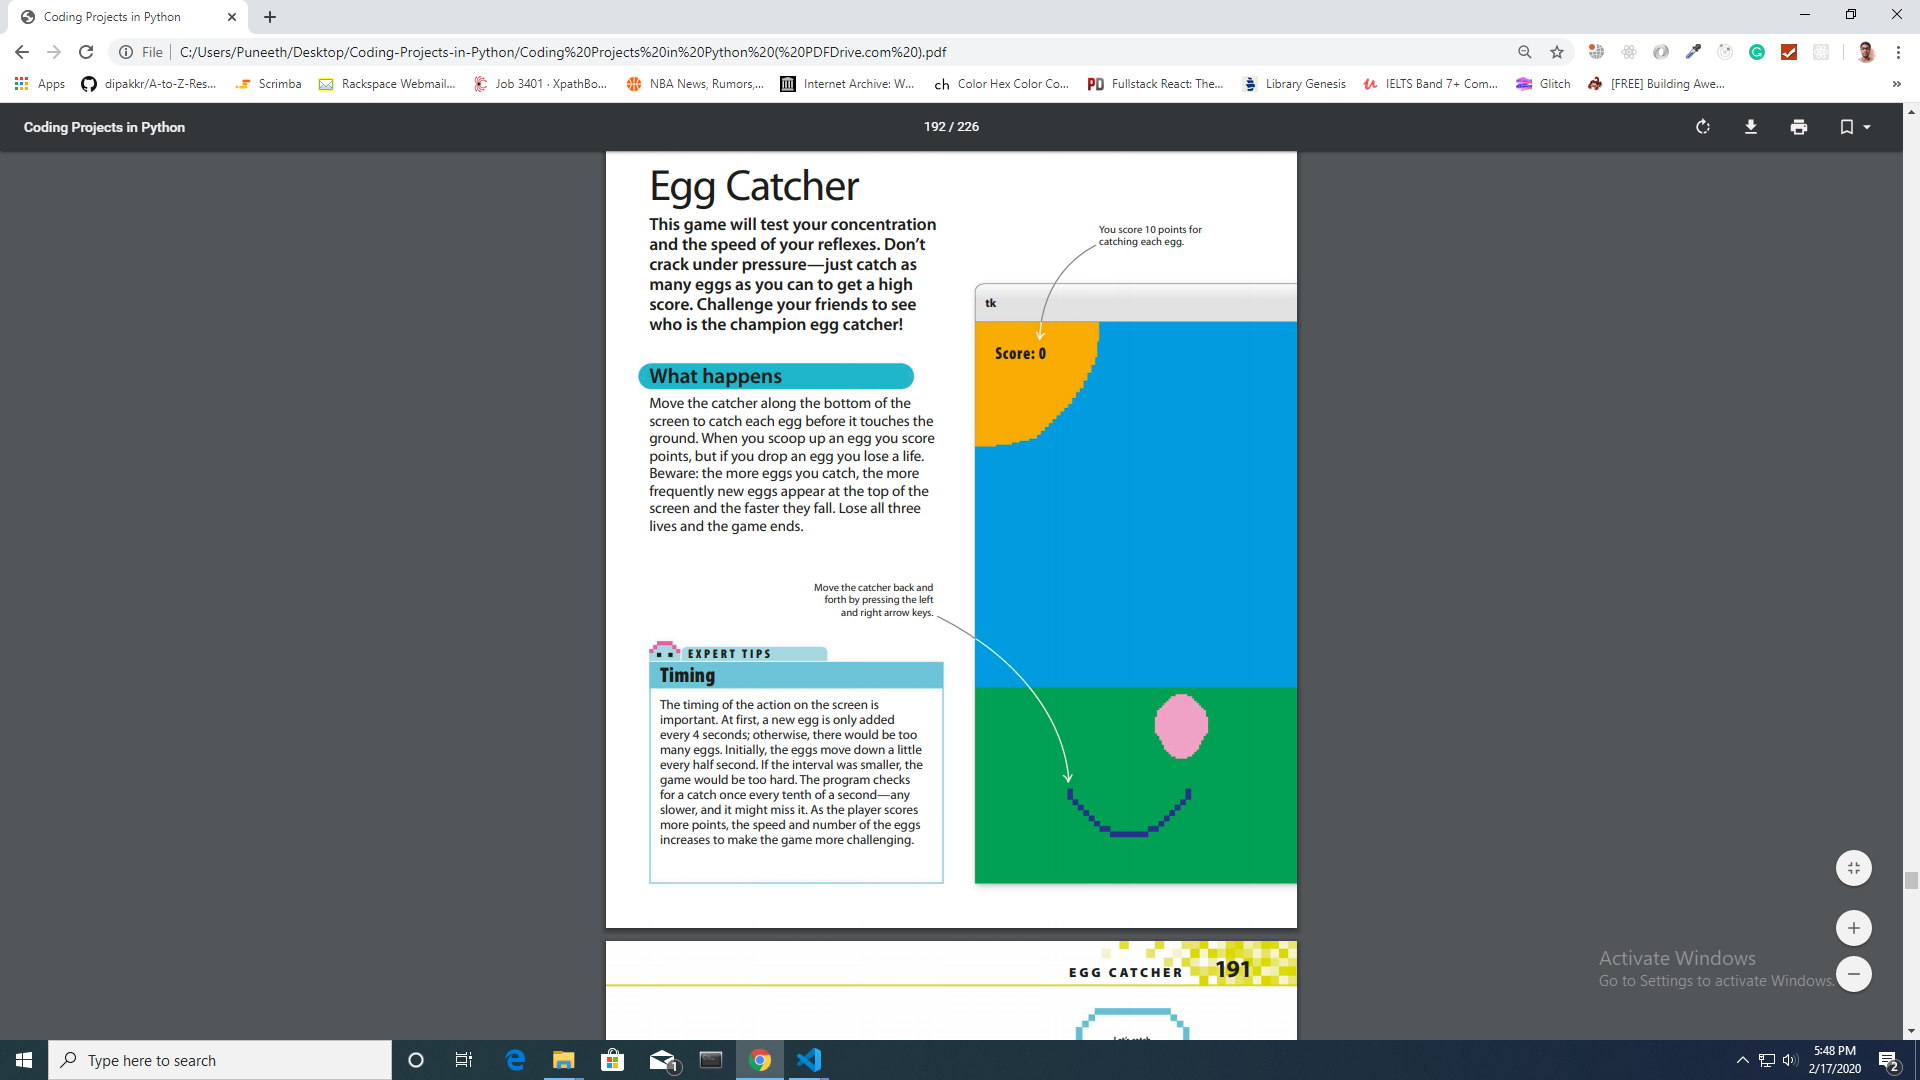 Coding Projects in Python
File C:/Users/Puneeth/Desktop/Coding-Projects-in-Python/Coding%20Projects%20in%20Python%20(%20PDFDrive.com%20).pdf
Apps dipakkr/A-to-Z-Res... Scrimba Rackspace Webmail... Job 3401 · XpathBo... NBA News, Rumors,... Internet Archive: W... ch Color Hex Color Co... PD Fullstack React: The... Library Genesis IELTS Band 7+ Com... Glitch [FREE] Building Awe... »
Coding Projects in Python 192 / 226
Egg Catcher
This game will test your concentration
and the speed of your reflexes. Don’t
crack under pressure—just catch as
many eggs as you can to get a high
score. Challenge your friends to see
who is the champion egg catcher!
You score 10 points for
catching each egg.
tk
Score: 0
What happens
Move the catcher along the bottom of the
screen to catch each egg before it touches the
ground. When you scoop up an egg you score
points, but if you drop an egg you lose a life.
Beware: the more eggs you catch, the more
frequently new eggs appear at the top of the
screen and the faster they fall. Lose all three
lives and the game ends.
Move the catcher back and
forth by pressing the left
and right arrow keys.
EXPERT TIPS
Timing
The timing of the action on the screen is
important. At first, a new egg is only added
every 4 seconds; otherwise, there would be too
many eggs. Initially, the eggs move down a little
every half second. If the interval was smaller, the
game would be too hard. The program checks
for a catch once every tenth of a second—any
slower, and it might miss it. As the player scores
more points, the speed and number of the eggs
increases to make the game more challenging.
EGG CATCHER 191
Let's catch
Activate Windows
Go to Settings to activate Windows.
Type here to search
1
5:48 PM
2/17/2020
2